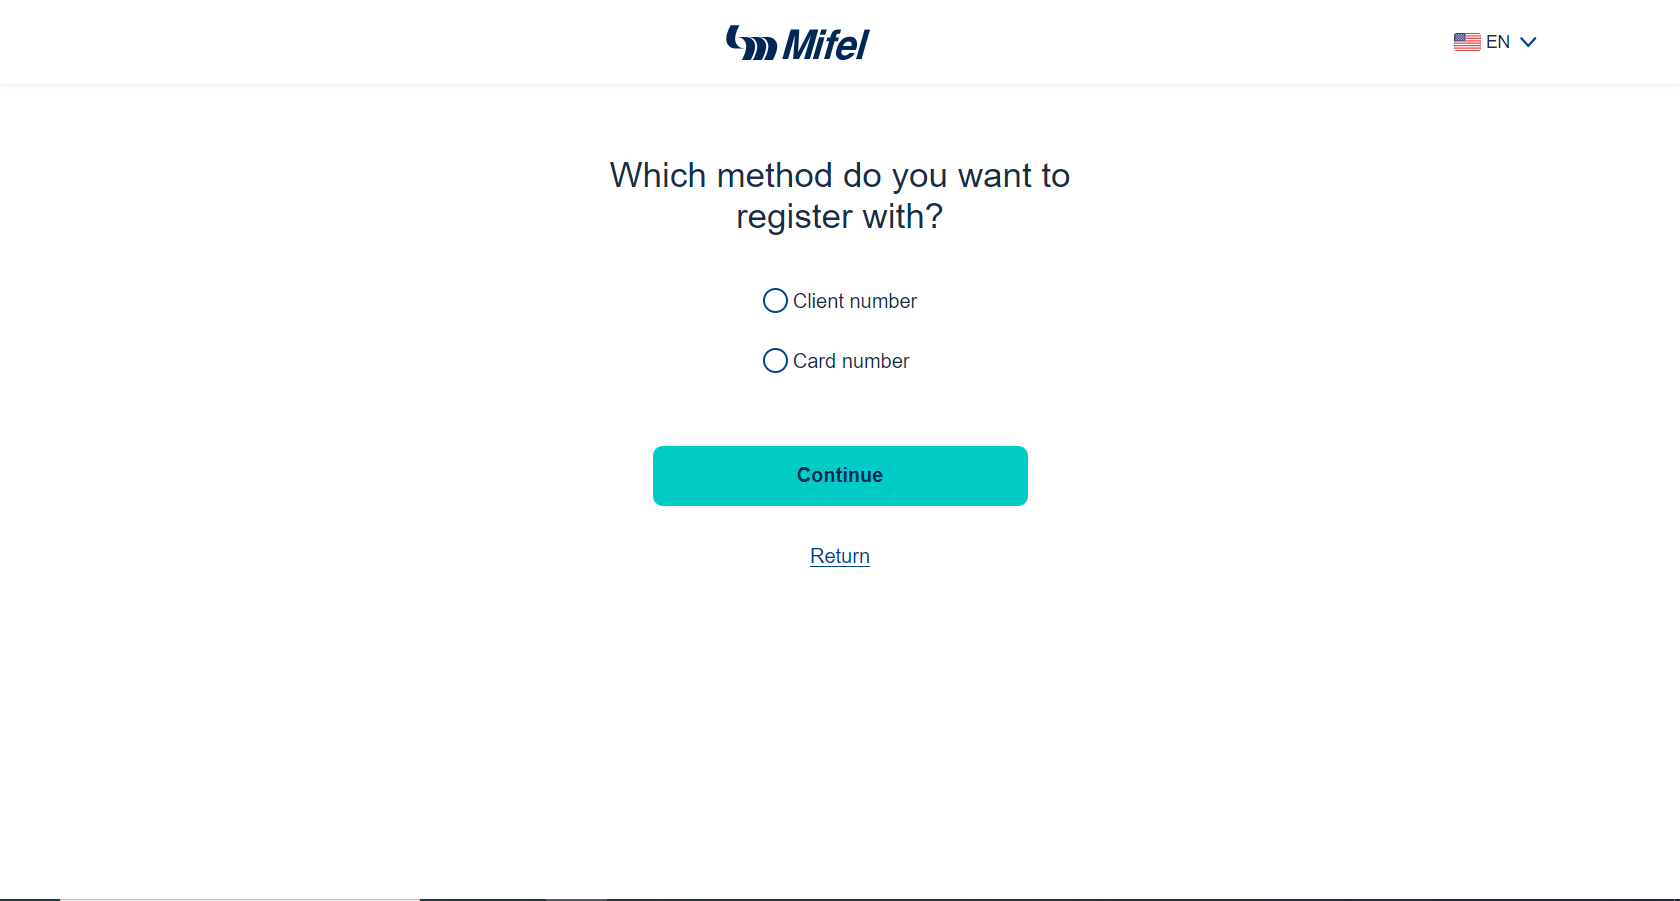 Mifel
EN
Which method do you want to
register with?
Client number
Card number
Continue
Return